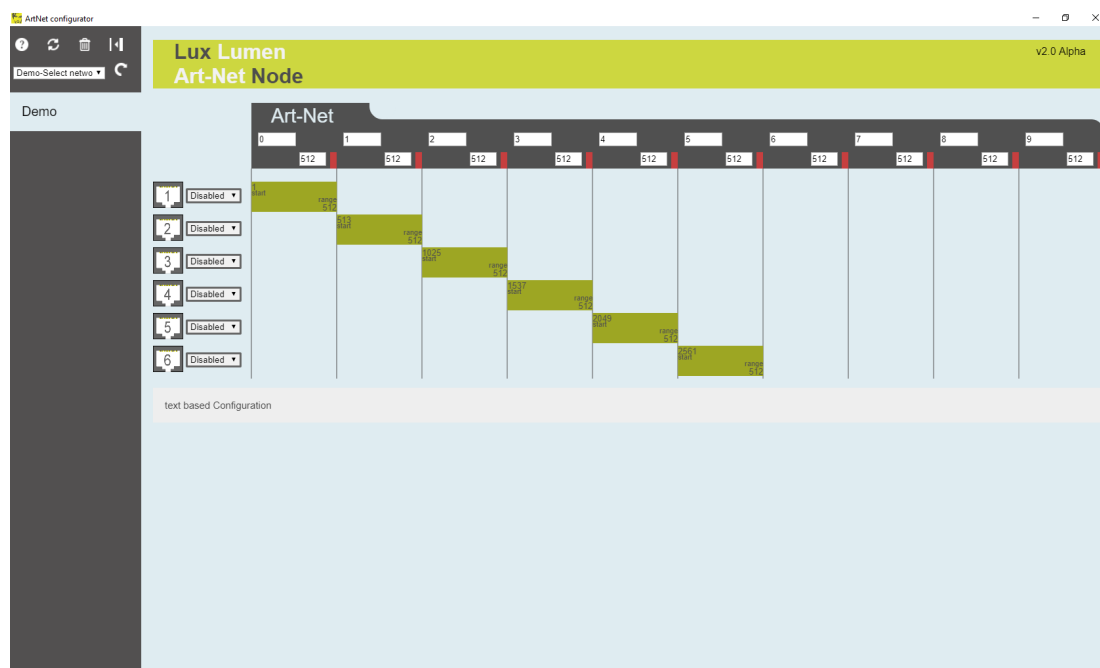 ArtNet configurator
Demo-Select netwo
Demo
Lux Lumen
Art-Net Node
v2.0 Alpha
Art-Net
0 1 2 3 4 5 6 7 8 9
512 512 512 512 512 512 512 512 512 512
1 Disabled 1 start range 512
2 Disabled 513 start range 512
3 Disabled 1025 start range 512
4 Disabled 1537 start range 512
5 Disabled 2049 start range 512
6 Disabled 2561 start range 512
text based Configuration